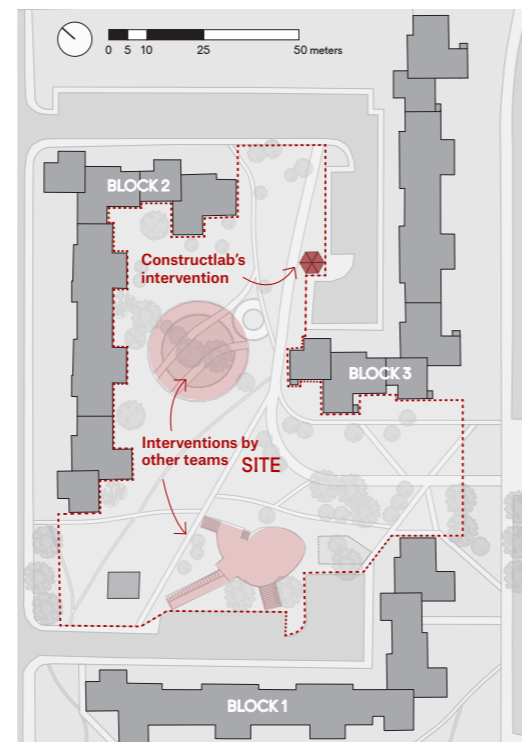 0 5 10 25 50 meters
BLOCK 2
Constructlab's
intervention
BLOCK 3
Interventions by
other teams
SITE
BLOCK 1